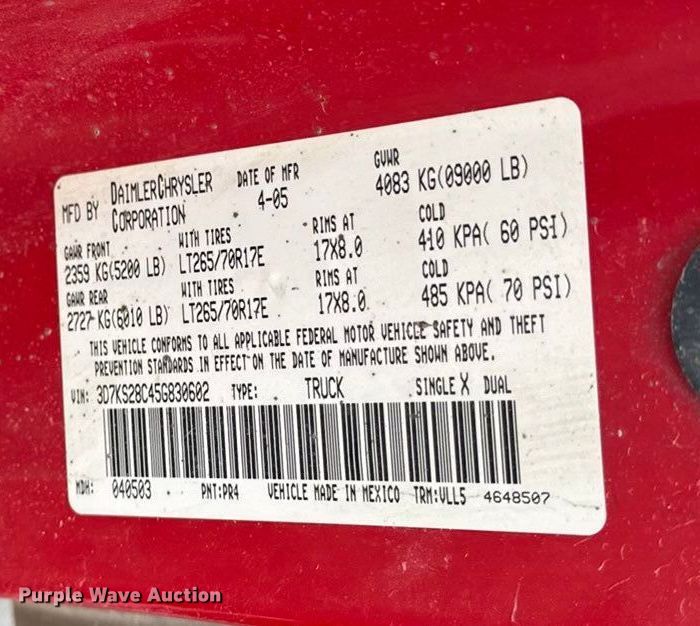 MFD BY DAIMLERCHRYSLER CORPORATION DATE OF MFR 4-05 GVWR 4083 KG(09000 LB)
GAWR FRONT WITH TIRES RIMS AT COLD
2359 KG(5200 LB) LT265/70R17E 17X8.0 410 KPA( 60 PSI)
GAWR REAR WITH TIRES RIMS AT COLD
2727 KG(6010 LB) LT265/70R17E 17X8.0 485 KPA( 70 PSI)
THIS VEHICLE CONFORMS TO ALL APPLICABLE FEDERAL MOTOR VEHICLE SAFETY AND THEFT
PREVENTION STANDARDS IN EFFECT ON THE DATE OF MANUFACTURE SHOWN ABOVE.
VIN: 3D7KS28C45G830602 TYPE: TRUCK SINGLE X DUAL
MDH: 040503 PNT:PR4 VEHICLE MADE IN MEXICO TRM:VLL5 4648507
Purple Wave Auction